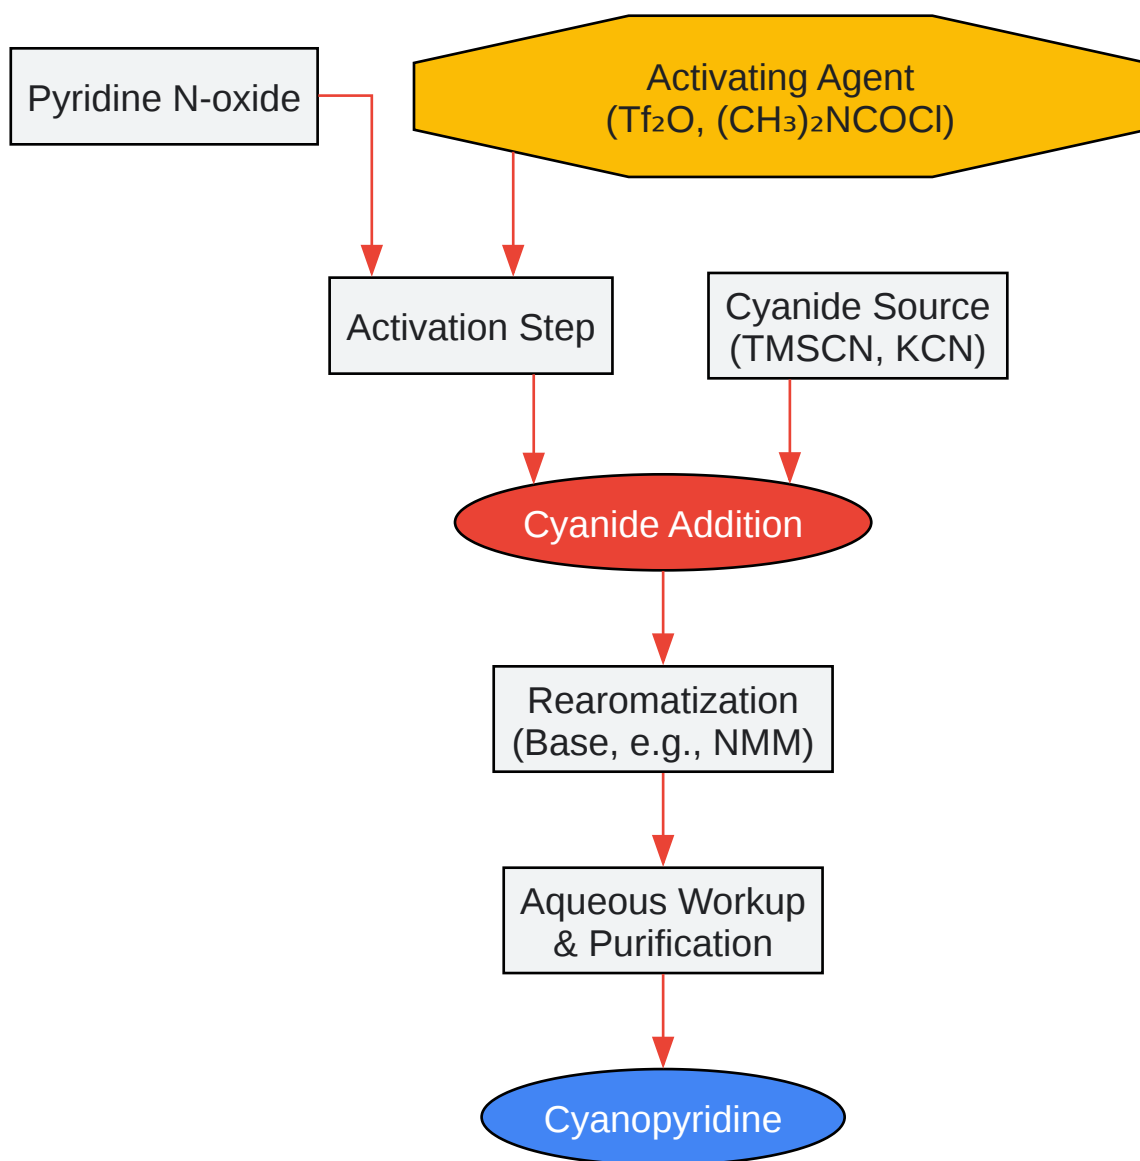 Pyridine N-oxide
Activating Agent
(Tf₂O, (CH₃)₂NCOCl)
Activation Step
Cyanide Source
(TMSCN, KCN)
Cyanide Addition
Rearomatization
(Base, e.g., NMM)
Aqueous Workup
& Purification
Cyanopyridine